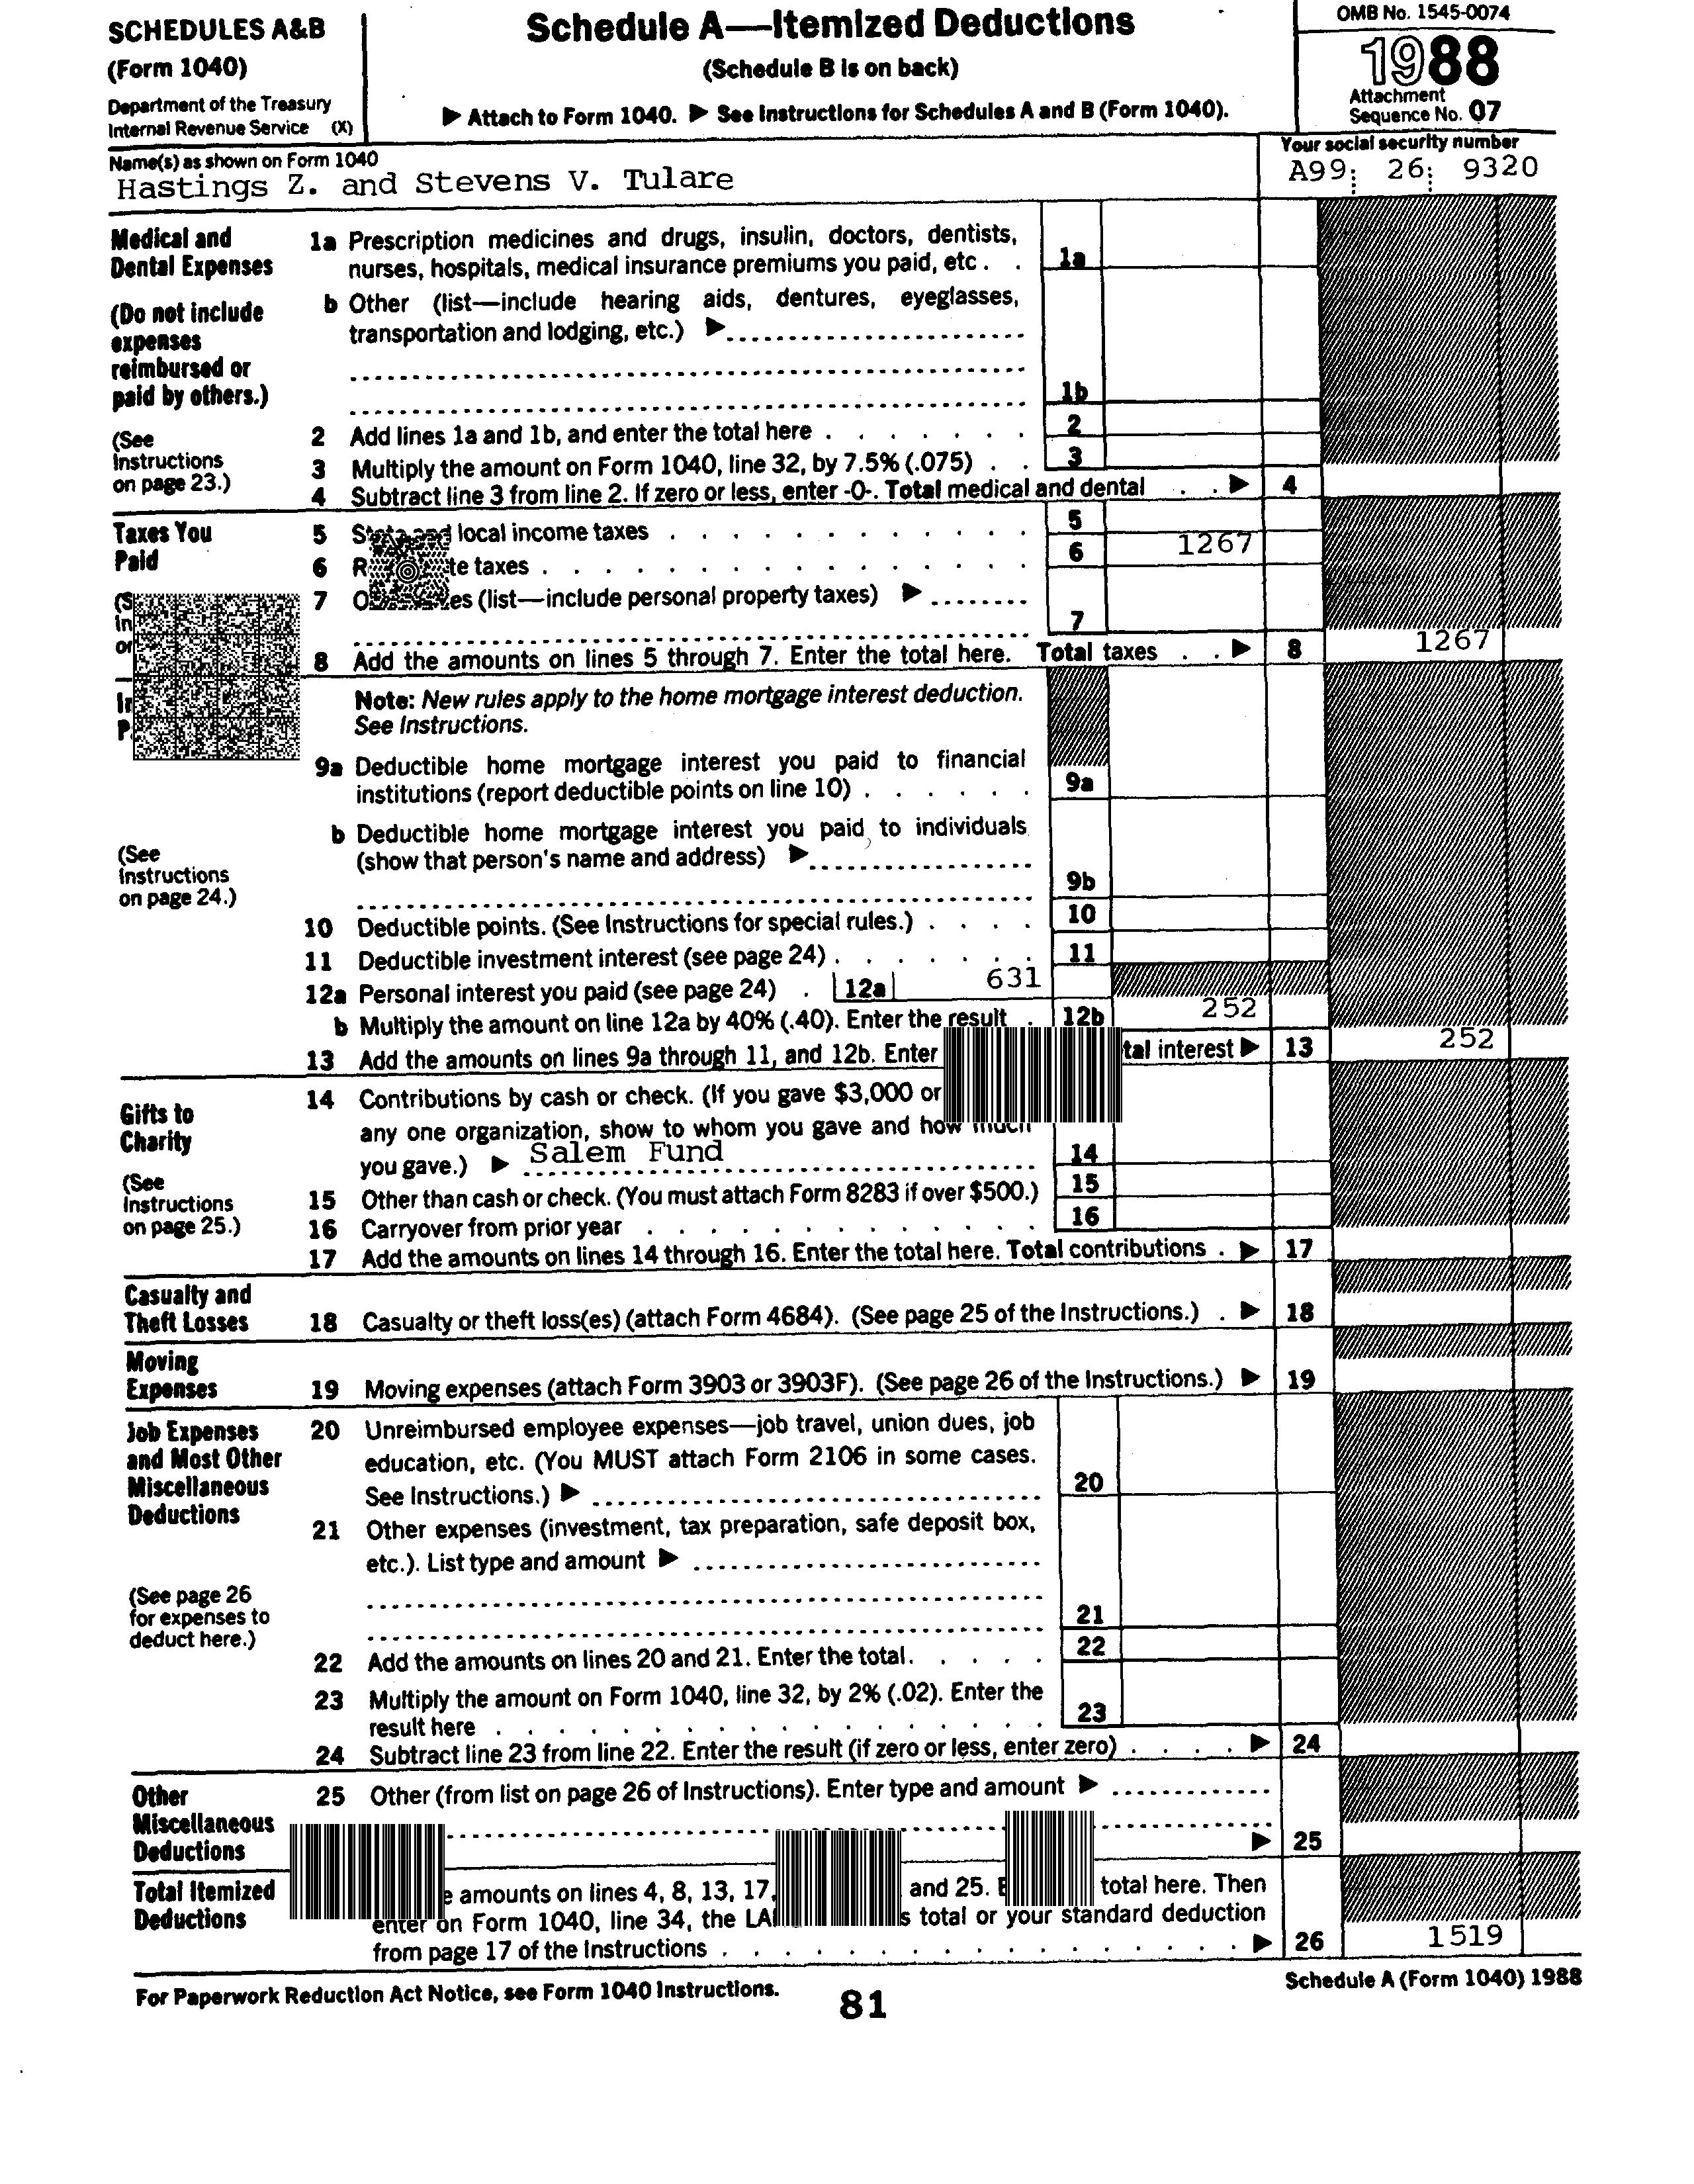 SCHEDULES A&B
(Form 1040)
Department of the Treasury
Internal Revenue Service (X)
Schedule A—Itemized Deductions
(Schedule B is on back)
▶ Attach to Form 1040. ▶ See Instructions for Schedules A and B (Form 1040).
OMB No. 1545-0074
1988
Attachment
Sequence No. 07
Name(s) as shown on Form 1040
Hastings Z. and Stevens V. Tulare
Your social security number
A99 26 9320
Medical and
Dental Expenses
(Do not include
expenses
reimbursed or
paid by others.)
(See
Instructions
on page 23.)
1a Prescription medicines and drugs, insulin, doctors, dentists,
nurses, hospitals, medical insurance premiums you paid, etc . . 1a
b Other (list—include hearing aids, dentures, eyeglasses,
transportation and lodging, etc.) ▶
1b
2 Add lines 1a and 1b, and enter the total here . . . . . . . 2
3 Multiply the amount on Form 1040, line 32, by 7.5% (.075) . . 3
4 Subtract line 3 from line 2. If zero or less, enter -0-. Total medical and dental . . ▶ 4
Taxes You
Paid
5 local income taxes . . . . . . . . . . . . 5
6 taxes . . . . . . . . . . . . . . . . 6 1267
7 (list—include personal property taxes) ▶
7
8 Add the amounts on lines 5 through 7. Enter the total here. Total taxes . . ▶ 8 1267
Note: New rules apply to the home mortgage interest deduction.
See Instructions.
(See
Instructions
on page 24.)
9a Deductible home mortgage interest you paid to financial
institutions (report deductible points on line 10) . . . . . . 9a
b Deductible home mortgage interest you paid to individuals
(show that person's name and address) ▶
9b
10 Deductible points. (See Instructions for special rules.) . . . . 10
11 Deductible investment interest (see page 24) . . . . . . . 11
12a Personal interest you paid (see page 24) . 12a 631
b Multiply the amount on line 12a by 40% (.40). Enter the result . 12b 252
13 Add the amounts on lines 9a through 11, and 12b. Enter interest ▶ 13 252
Gifts to
Charity
(See
Instructions
on page 25.)
14 Contributions by cash or check. (If you gave $3,000 or
any one organization, show to whom you gave and how much
you gave.) ▶ Salem Fund 14
15 Other than cash or check. (You must attach Form 8283 if over $500.) 15
16 Carryover from prior year . . . . . . . . . . . . . 16
17 Add the amounts on lines 14 through 16. Enter the total here. Total contributions . ▶ 17
Casualty and
Theft Losses
18 Casualty or theft loss(es) (attach Form 4684). (See page 25 of the Instructions.) . ▶ 18
Moving
Expenses
19 Moving expenses (attach Form 3903 or 3903F). (See page 26 of the Instructions.) ▶ 19
Job Expenses
and Most Other
Miscellaneous
Deductions
(See page 26
for expenses to
deduct here.)
20 Unreimbursed employee expenses—job travel, union dues, job
education, etc. (You MUST attach Form 2106 in some cases.
See Instructions.) ▶ 20
21 Other expenses (investment, tax preparation, safe deposit box,
etc.). List type and amount ▶
21
22 Add the amounts on lines 20 and 21. Enter the total. . . . . 22
23 Multiply the amount on Form 1040, line 32, by 2% (.02). Enter the
result here . . . . . . . . . . . . . . . . . . 23
24 Subtract line 23 from line 22. Enter the result (if zero or less, enter zero) . . . . ▶ 24
Other
Miscellaneous
Deductions
25 Other (from list on page 26 of Instructions). Enter type and amount ▶
▶ 25
Total Itemized
Deductions
amounts on lines 4, 8, 13, 17, and 25. total here. Then
enter on Form 1040, line 34, the total or your standard deduction
from page 17 of the Instructions . . . . . . . . . . . . . . . . . ▶ 26 1519
For Paperwork Reduction Act Notice, see Form 1040 Instructions.
81
Schedule A (Form 1040) 1988